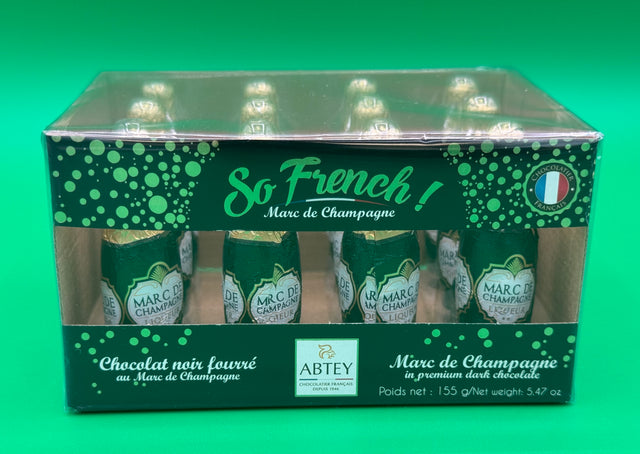 So French !
Marc de Champagne
CHOCOLATIER
FRANÇAIS
MARC DE
CHAMPAGNE
LIQUEUR
MARC DE
CHAMPAGNE
MARC DE
CHAMPAGNE
LIQUEUR
MARC DE
CHAMPAGNE
LIQUEUR
Chocolat noir fourré
au Marc de Champagne
ABTEY
CHOCOLATIER FRANÇAIS
DEPUIS 1946
Marc de Champagne
in premium dark chocolate
Poids net : 155 g/Net weight: 5.47 oz